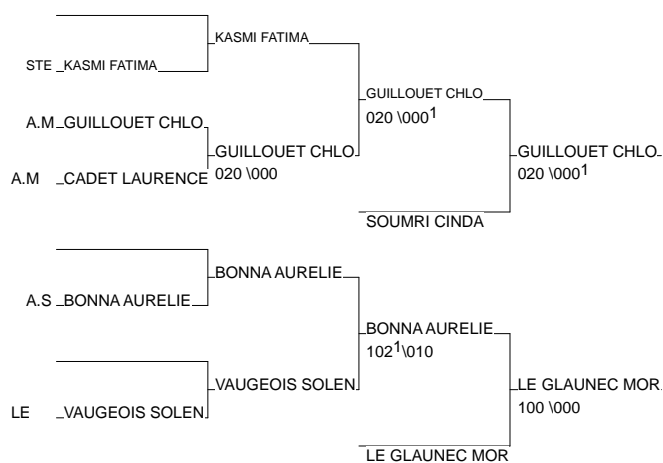 KASMI FATIMA
STE KASMI FATIMA
GUILLOUET CHLO
020 \000¹
A.M GUILLOUET CHLO
GUILLOUET CHLO
020 \000
GUILLOUET CHLO
020 \000¹
A.M CADET LAURENCE
SOUMRI CINDA
BONNA AURELIE
A.S BONNA AURELIE
BONNA AURELIE
102¹\010
VAUGEOIS SOLEN
LE GLAUNEC MOR
100 \000
LE VAUGEOIS SOLEN
LE GLAUNEC MOR